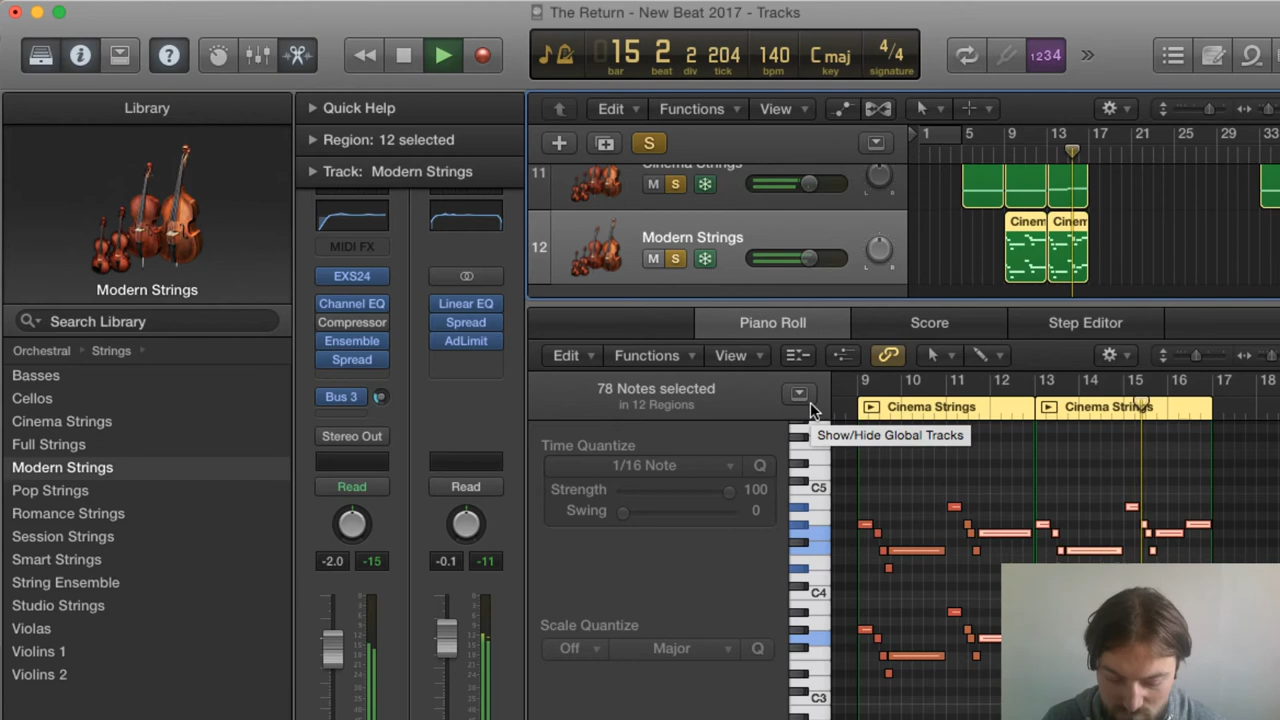 The Return - New Beat 2017 - Tracks
015 2 2 204 140 C maj 4/4
bar beat div tick bpm key signature
1234
Library
Quick Help
Edit Functions View
Region: 12 selected
1 5 9 13 17 21 25 29 33
S
Track: Modern Strings
11 Cinema Strings
M S
L R
MIDI FX
12 Modern Strings
Cinem Cinem
M S
L R
EXS24
Modern Strings
Channel EQ Linear EQ
Compressor Spread
Ensemble AdLimit
Spread
Search Library
Piano Roll Score Step Editor
Orchestral Strings
Edit Functions View
Basses
Cellos
Cinema Strings
Full Strings
Modern Strings
Pop Strings
Romance Strings
Session Strings
Smart Strings
String Ensemble
Studio Strings
Violas
Violins 1
Violins 2
Bus 3
Stereo Out
Read Read
-2.0 -15 -0.1 -11
78 Notes selected
in 12 Regions
9 10 11 12 13 14 15 16 17 18
Cinema Strings Cinema Strings
Show/Hide Global Tracks
Time Quantize
1/16 Note Q
Strength 100
Swing 0
C5
C4
C3
Scale Quantize
Off Major Q